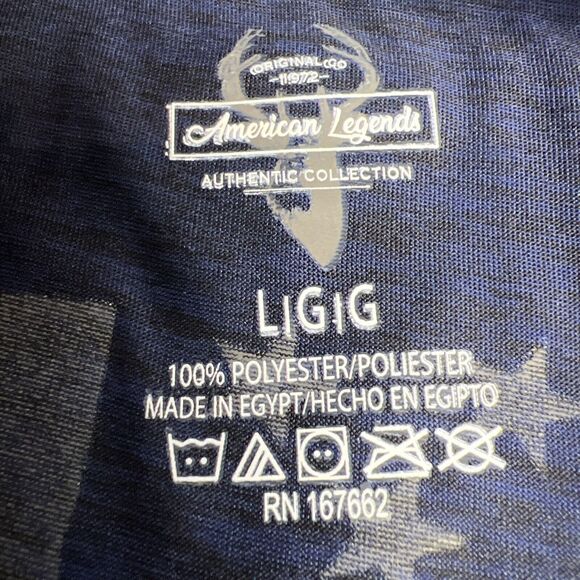 ORIGINAL CO
-1972-
American Legends
AUTHENTIC COLLECTION
L|G|G
100% POLYESTER/POLIESTER
MADE IN EGYPT/HECHO EN EGIPTO
RN 167662